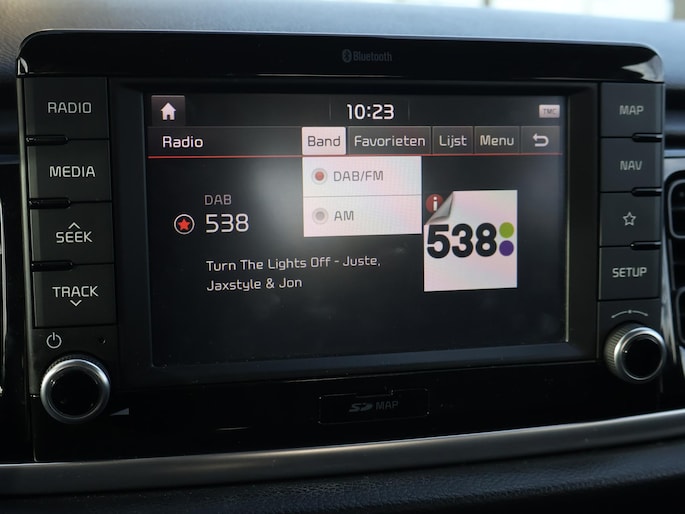 Bluetooth
RADIO
MEDIA
SEEK
TRACK
10:23
Radio
Band Favorieten Lijst Menu
DAB/FM
AM
DAB
538
Turn The Lights Off - Juste,
Jaxstyle & Jon
i
538
MAP
NAV
SETUP
SD MAP